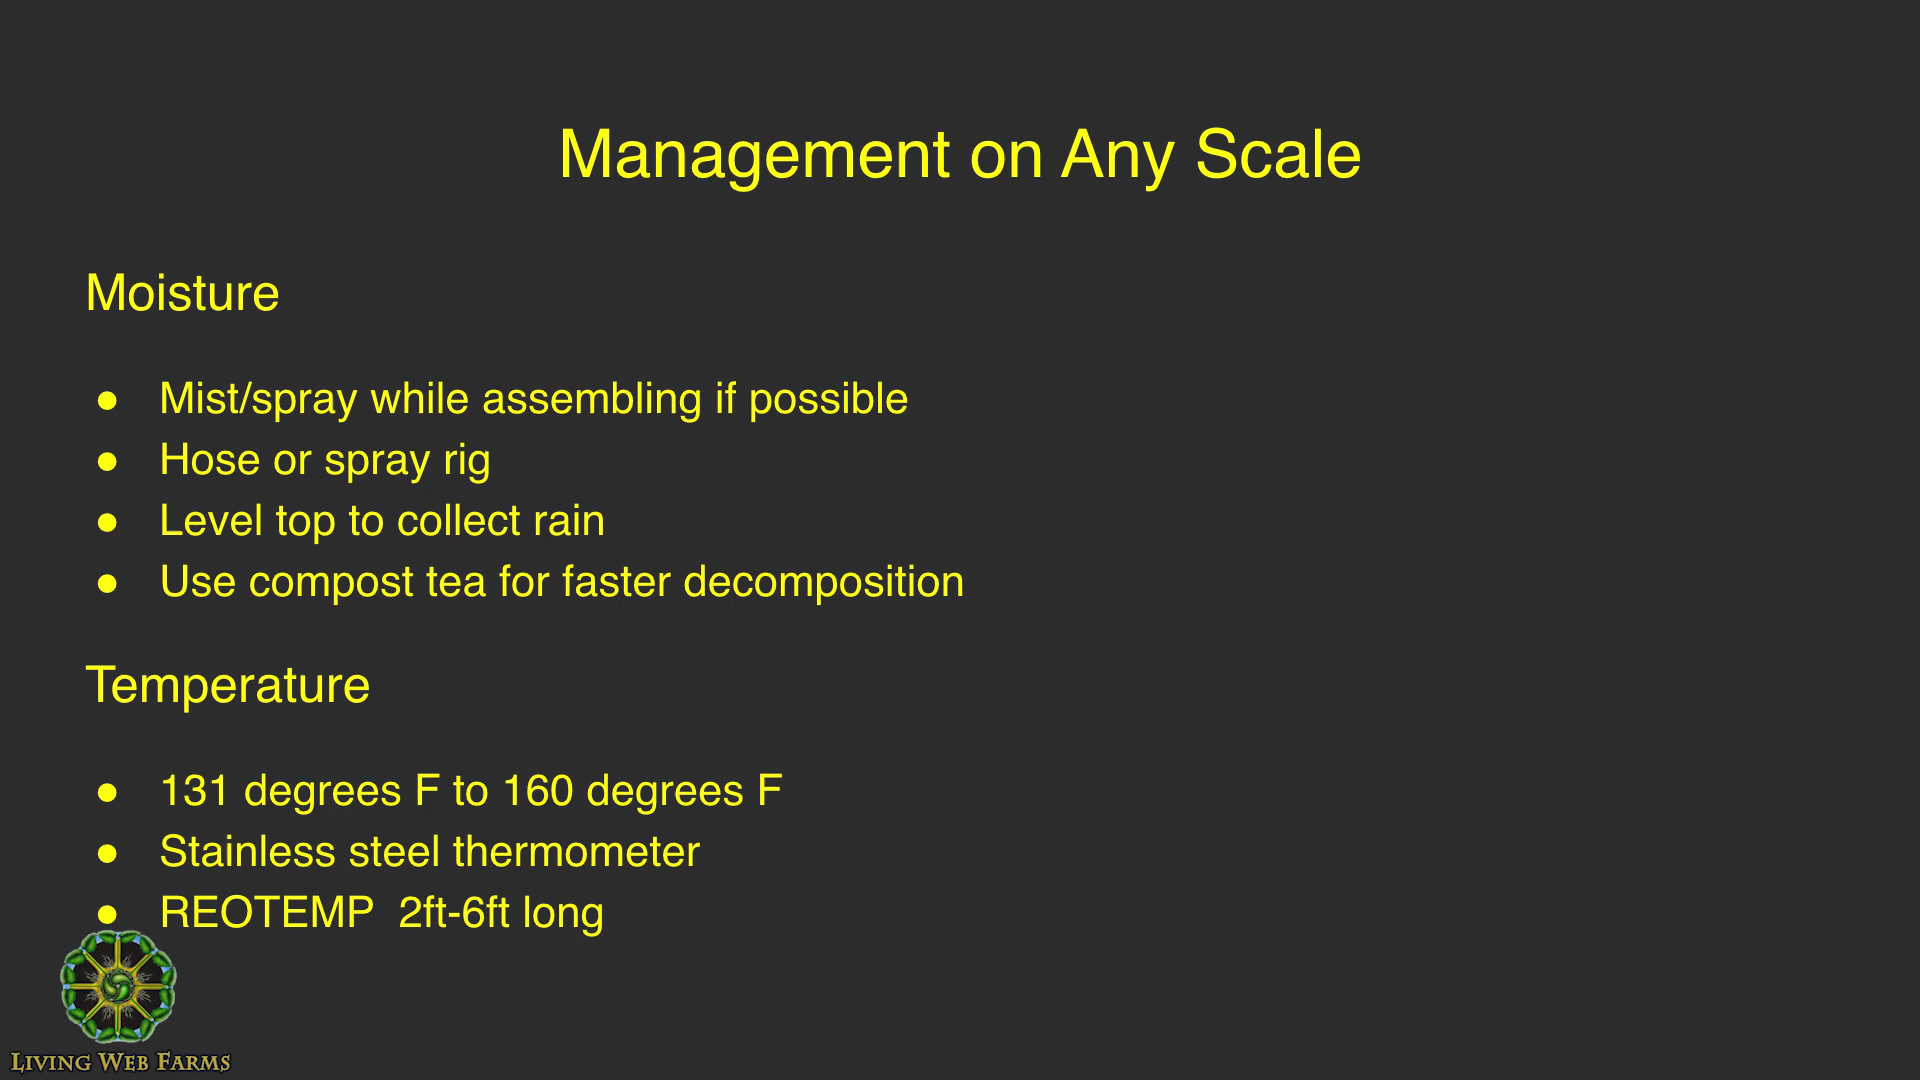 Management on Any Scale
Moisture
● Mist/spray while assembling if possible
● Hose or spray rig
● Level top to collect rain
● Use compost tea for faster decomposition
Temperature
● 131 degrees F to 160 degrees F
● Stainless steel thermometer
● REOTEMP  2ft-6ft long
LIVING WEB FARMS